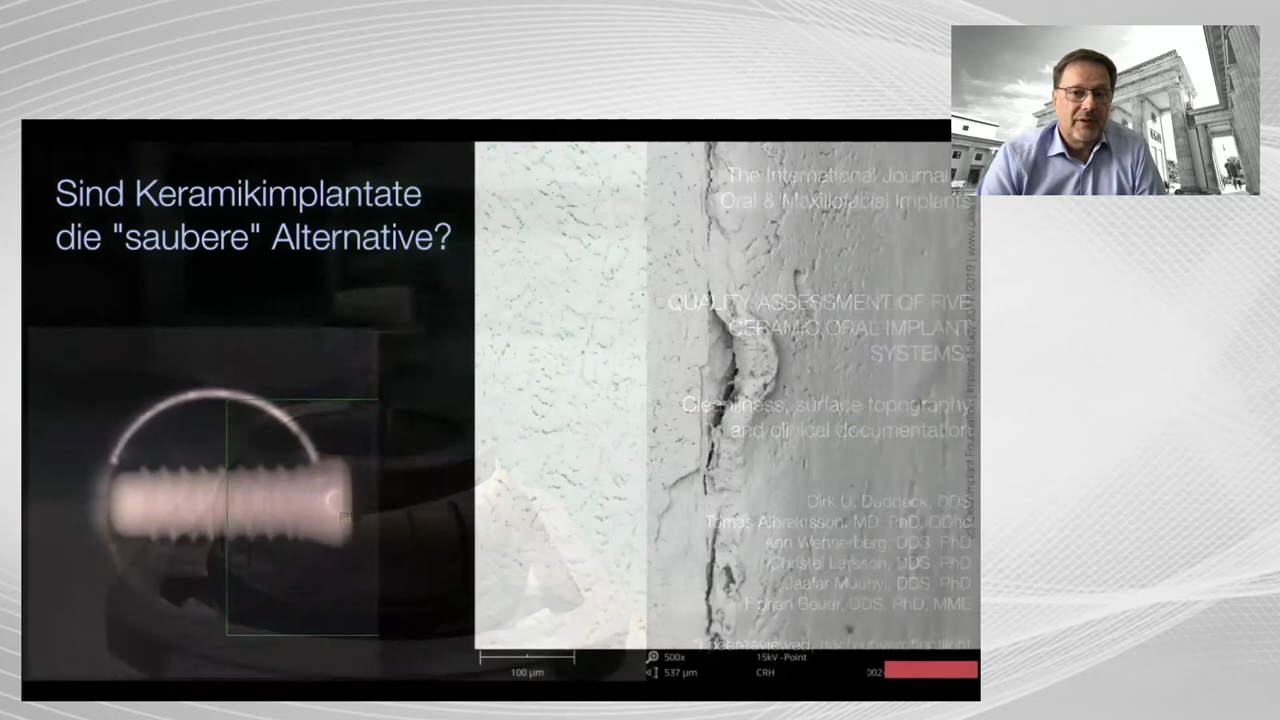 Sind Keramikimplantate
die "saubere" Alternative?
The International Journal
Oral & Maxillofacial Implants
QUALITY ASSESSMENT OF FIVE
CERAMIC ORAL IMPLANT
SYSTEMS
Cleanliness, surface topography
and clinical documentation
Dirk U. Duddeck, DDS
Tomas Albrektsson, MD, PhD, ODhc
Ann Wennerberg, DDS, PhD
Christel Larsson, DDS, PhD
Jaafar Mouhyi, DDS, PhD
Florian Beuer, DDS, PhD, MME
100 µm
500x
537 µm
15kV -Point
CRH
002